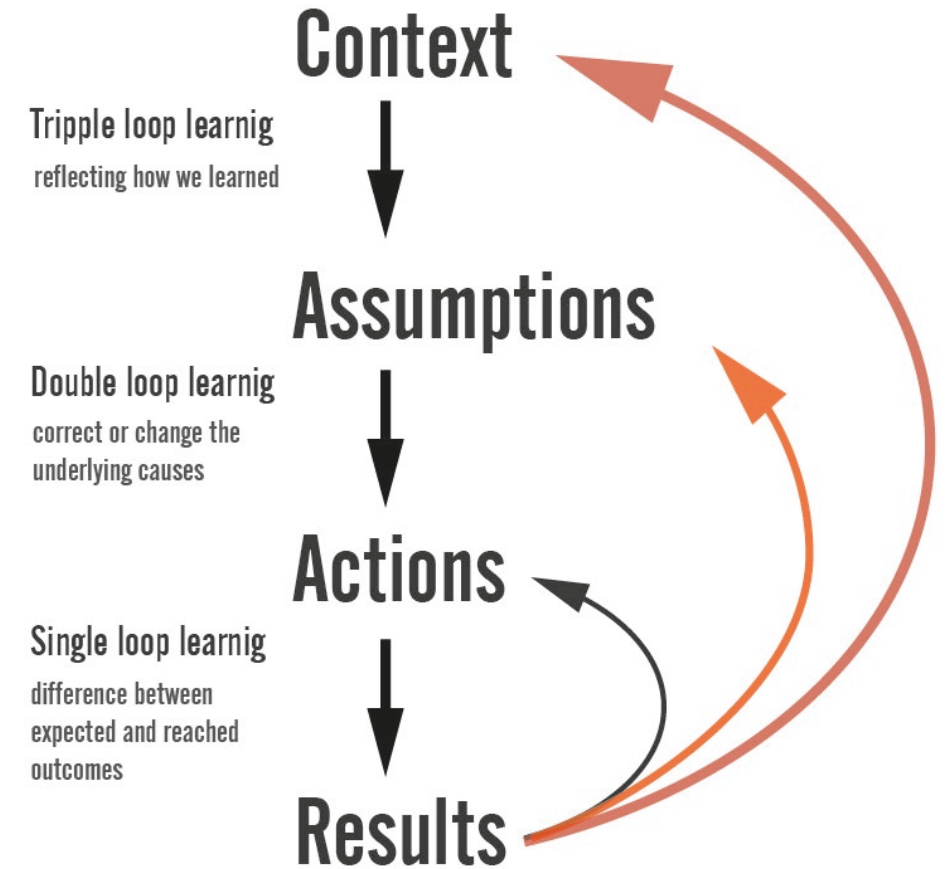 Context
Tripple loop learnig
reflecting how we learned
Assumptions
Double loop learnig
correct or change the
underlying causes
Actions
Single loop learnig
difference between
expected and reached
outcomes
Results